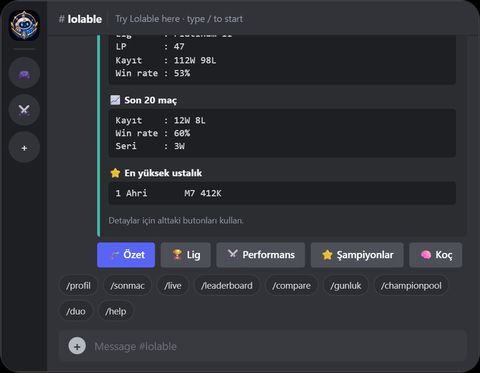 # lolable Try Lolable here · type / to start
LP : 47
Kayıt : 112W 98L
Win rate : 53%
Son 20 maç
Kayıt : 12W 8L
Win rate : 60%
Seri : 3W
En yüksek ustalık
1 Ahri M7 412K
Detaylar için alttaki butonları kullan.
Özet Lig Performans Şampiyonlar Koç
/profil /sonmac /live /leaderboard /compare /gunluk /championpool
/duo /help
Message #lolable